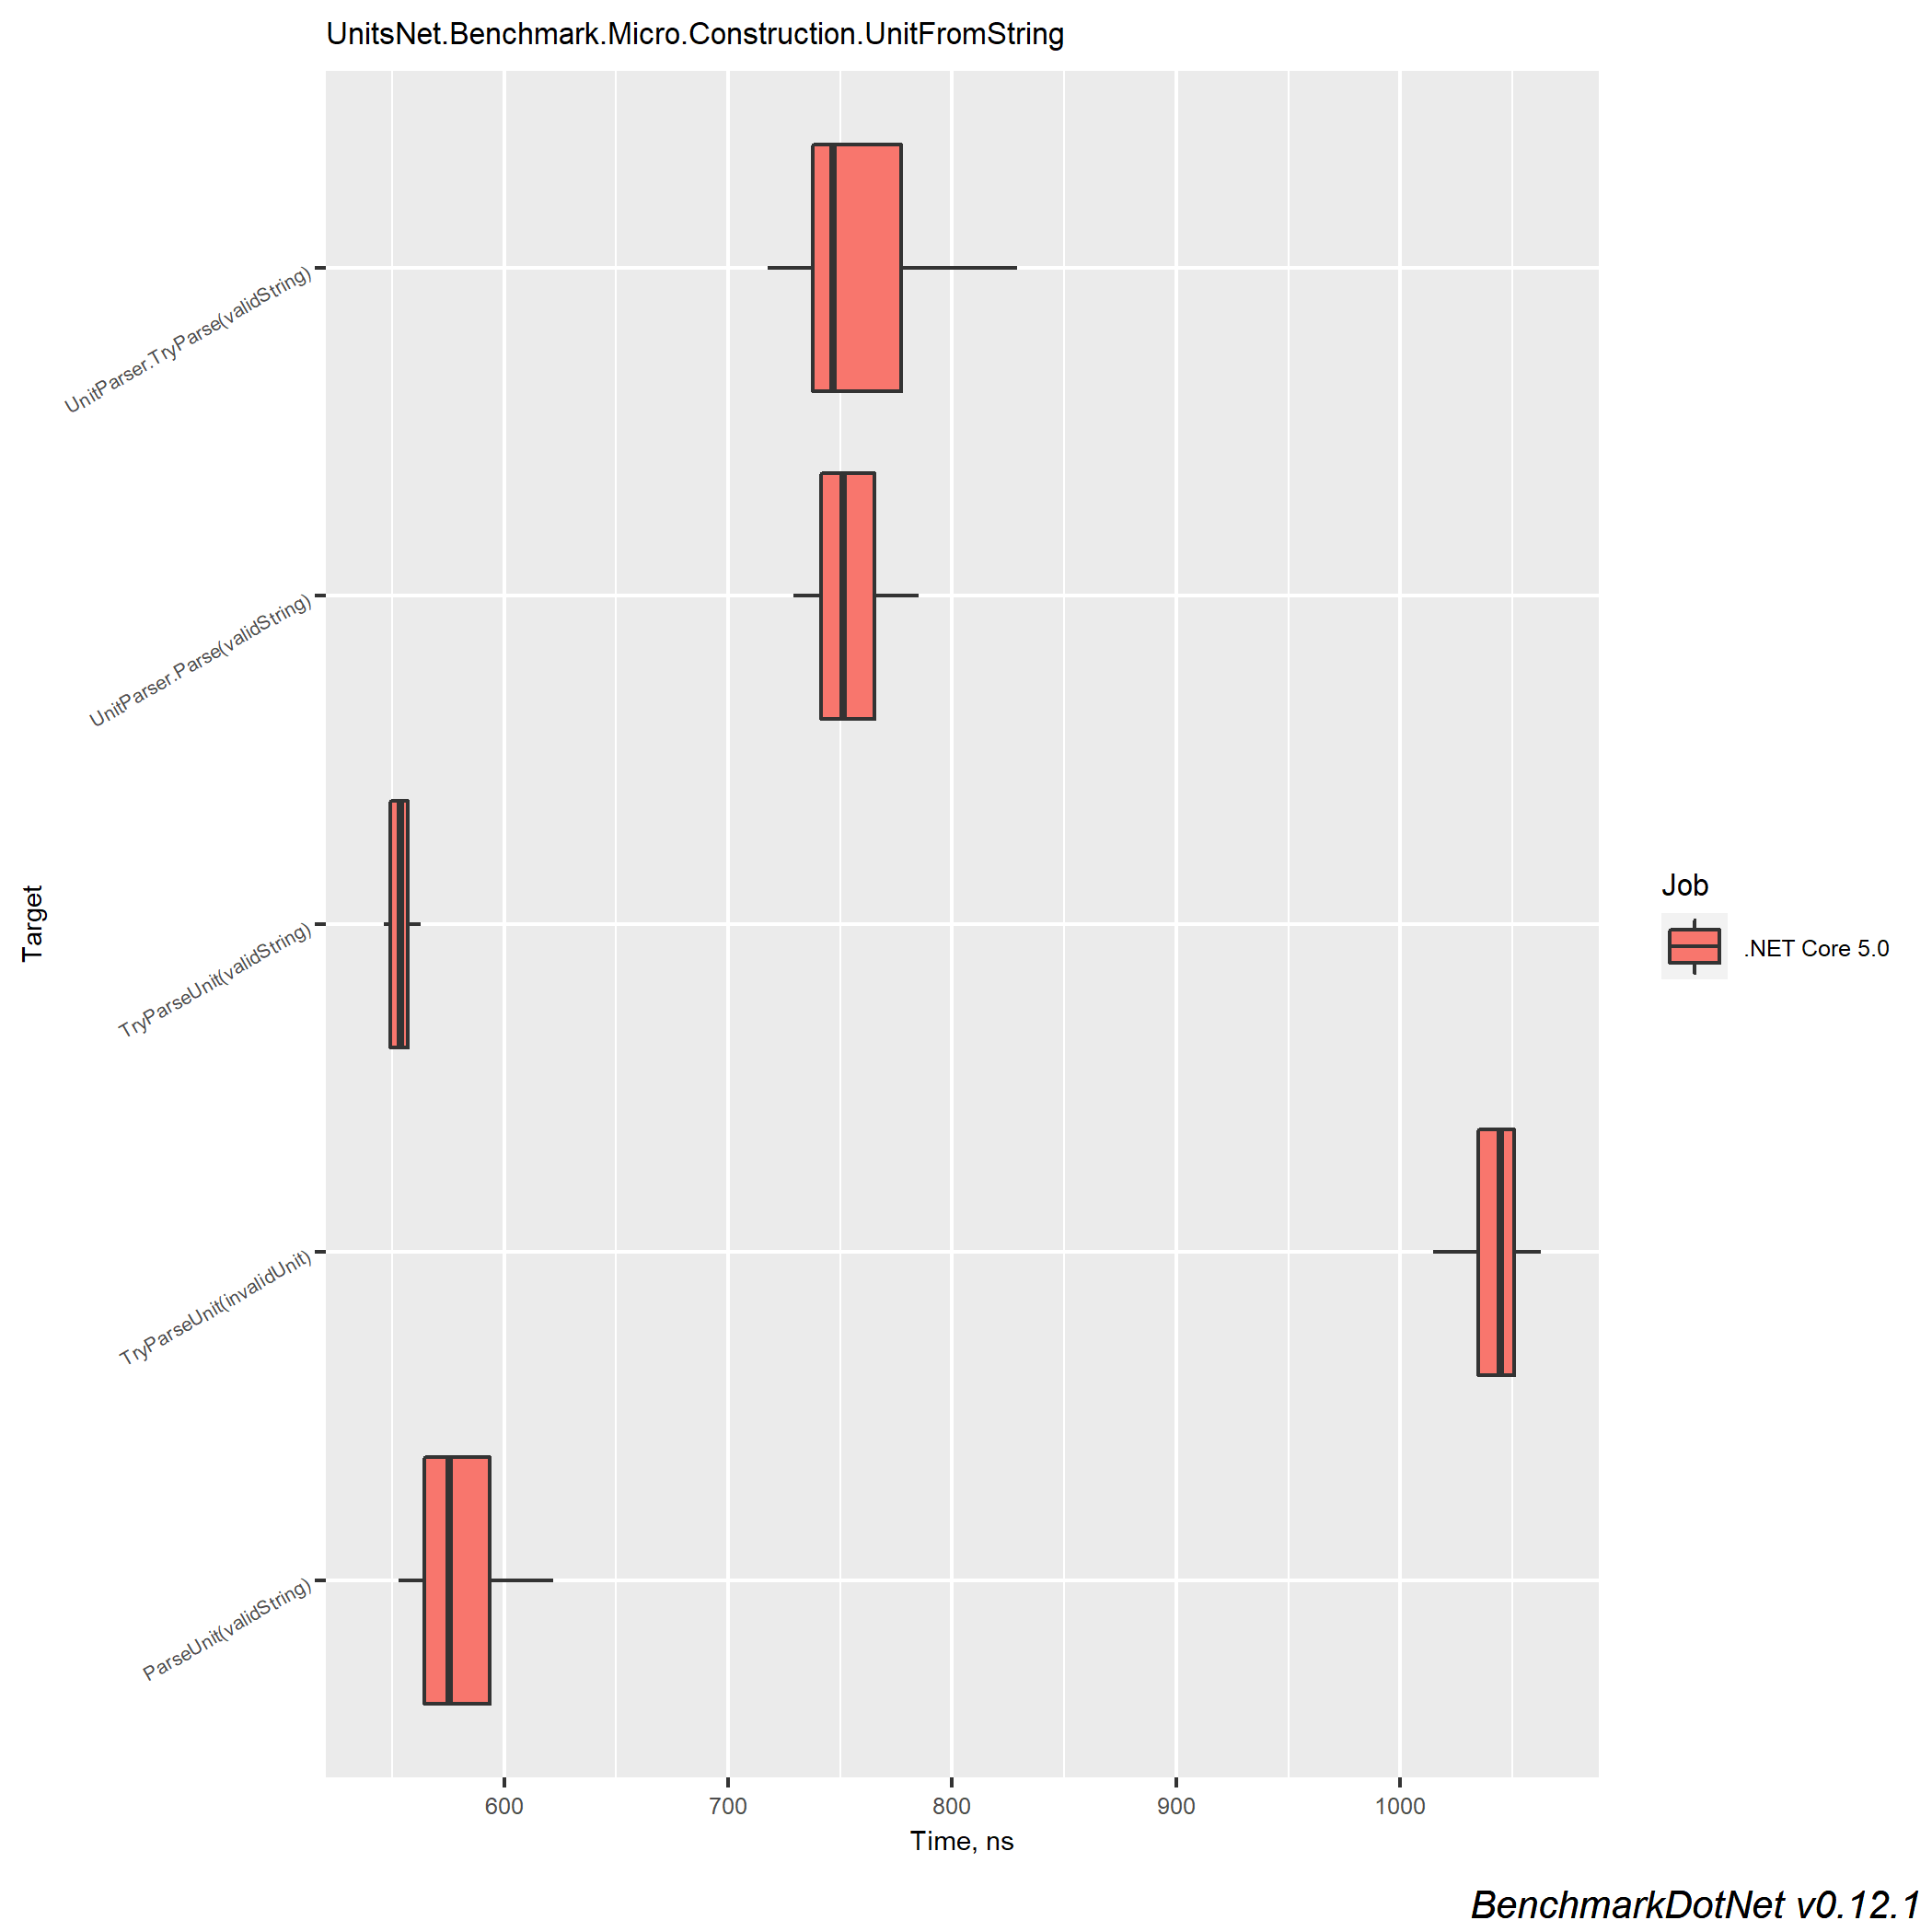 UnitsNet.Benchmark.Micro.Construction.UnitFromString
UnitParser.TryParse(validString)
UnitParser.Parse(validString)
TryParseUnit(validString)
TryParseUnit(invalidUnit)
ParseUnit(validString)
Target
600 700 800 900 1000
Time, ns
Job
.NET Core 5.0
BenchmarkDotNet v0.12.1